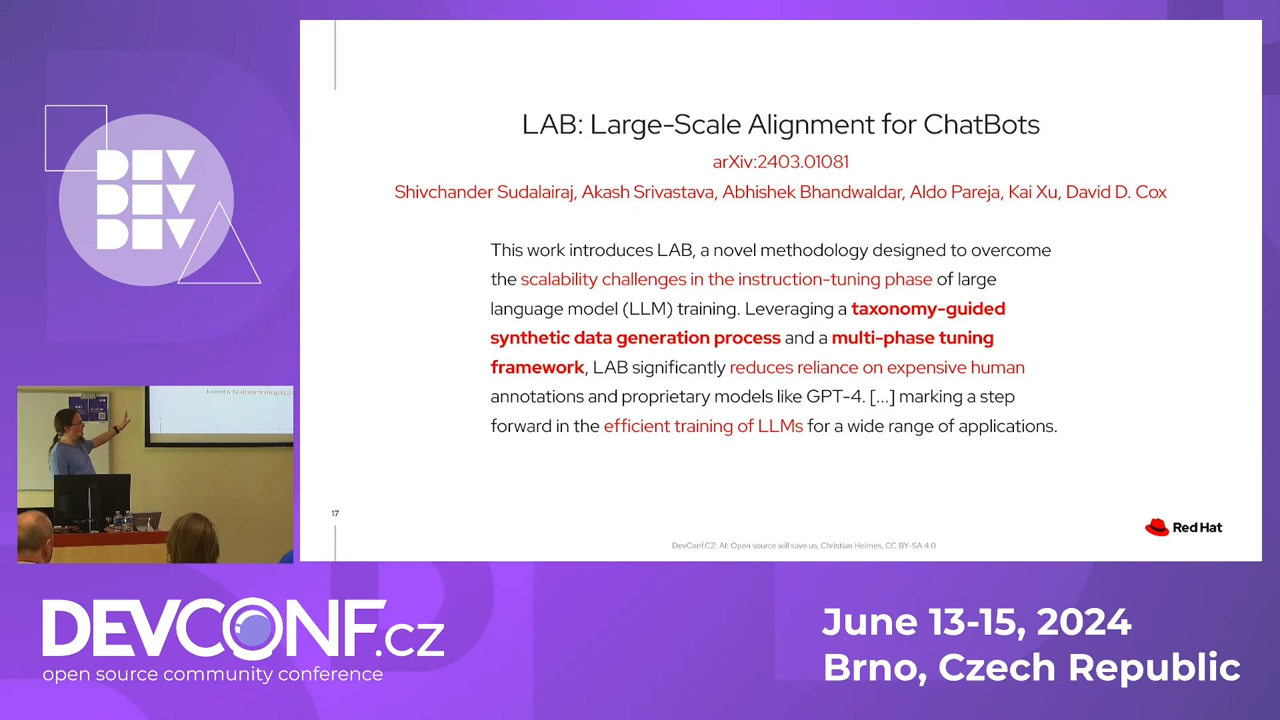 DEV
DEV
DEV
LAB: Large-Scale Alignment for ChatBots
arXiv:2403.01081
Shivchander Sudalairaj, Akash Srivastava, Abhishek Bhandwaldar, Aldo Pareja, Kai Xu, David D. Cox
This work introduces LAB, a novel methodology designed to overcome
the scalability challenges in the instruction-tuning phase of large
language model (LLM) training. Leveraging a taxonomy-guided
synthetic data generation process and a multi-phase tuning
framework, LAB significantly reduces reliance on expensive human
annotations and proprietary models like GPT-4. [...] marking a step
forward in the efficient training of LLMs for a wide range of applications.
17
Red Hat
DevConf.CZ: AI: Open source will save us, Christian Heimes, CC BY-SA 4.0
DEVCONF.cz
open source community conference
June 13-15, 2024
Brno, Czech Republic